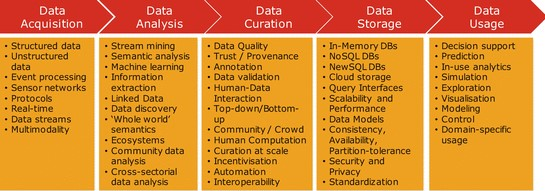 Data
Acquisition
Data
Analysis
Data
Curation
Data
Storage
Data
Usage
• Structured data
• Unstructured
data
• Event processing
• Sensor networks
• Protocols
• Real-time
• Data streams
• Multimodality
• Stream mining
• Semantic analysis
• Machine learning
• Information
extraction
• Linked Data
• Data discovery
• ‘Whole world’
semantics
• Ecosystems
• Community data
analysis
• Cross-sectorial
data analysis
• Data Quality
• Trust / Provenance
• Annotation
• Data validation
• Human-Data
Interaction
• Top-down/Bottom-
up
• Community / Crowd
• Human Computation
• Curation at scale
• Incentivisation
• Automation
• Interoperability
• In-Memory DBs
• NoSQL DBs
• NewSQL DBs
• Cloud storage
• Query Interfaces
• Scalability and
Performance
• Data Models
• Consistency,
Availability,
Partition-tolerance
• Security and
Privacy
• Standardization
• Decision support
• Prediction
• In-use analytics
• Simulation
• Exploration
• Visualisation
• Modeling
• Control
• Domain-specific
usage